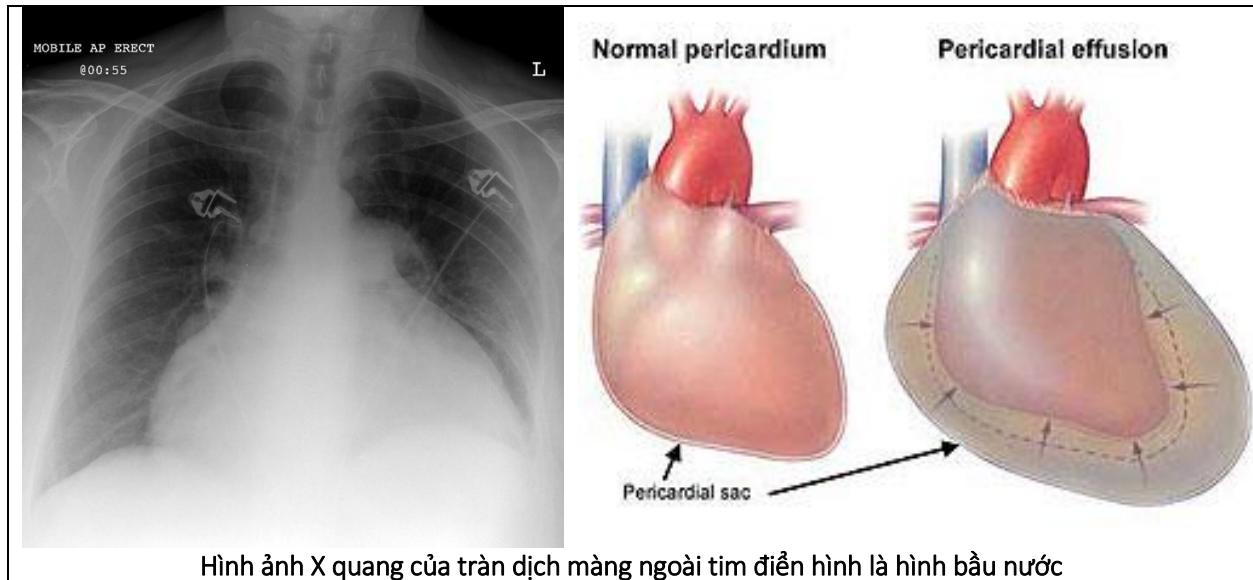 MOBILE AP ERECT
@00:55
L
Normal pericardium
Pericardial effusion
Pericardial sac
Hình ảnh X quang của tràn dịch màng ngoài tim điển hình là hình bầu nước